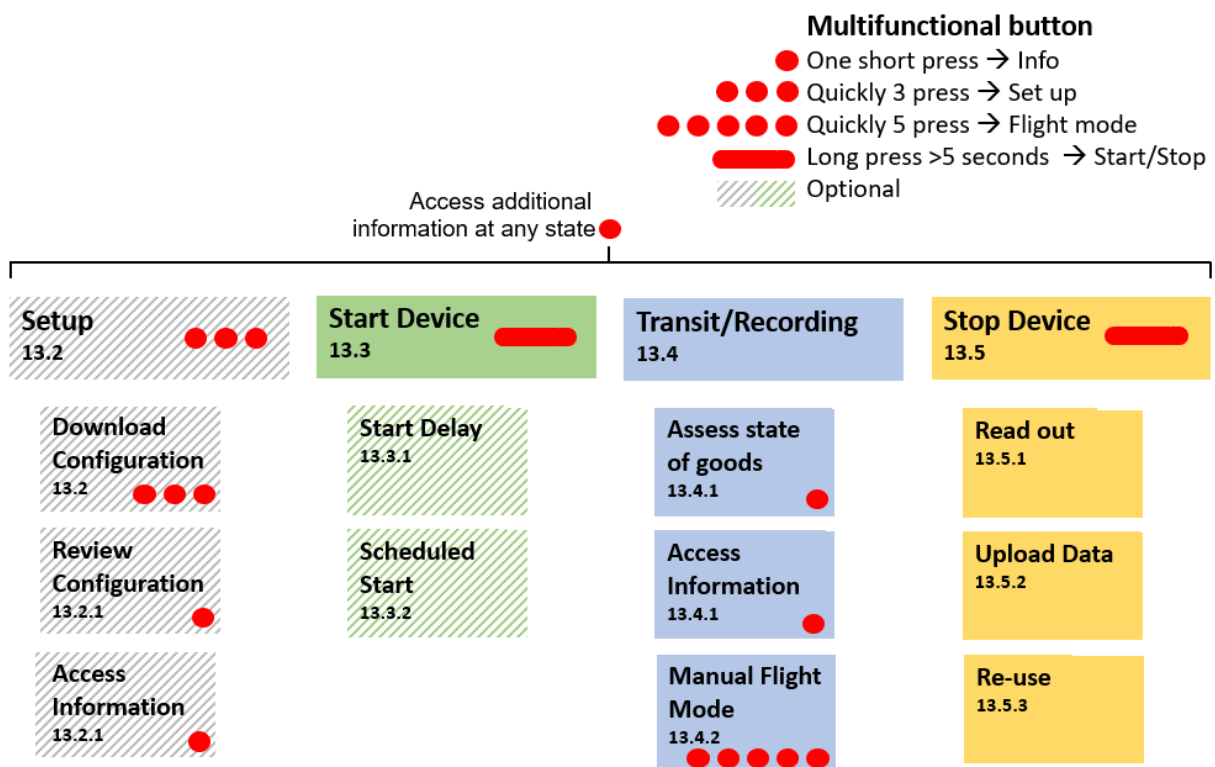 Multifunctional button
One short press → Info
Quickly 3 press → Set up
Quickly 5 press → Flight mode
Long press >5 seconds → Start/Stop
Optional
Access additional
information at any state
Setup
13.2
Download
Configuration
13.2
Review
Configuration
13.2.1
Access
Information
13.2.1
Start Device
13.3
Start Delay
13.3.1
Scheduled
Start
13.3.2
Transit/Recording
13.4
Assess state
of goods
13.4.1
Access
Information
13.4.1
Manual Flight
Mode
13.4.2
Stop Device
13.5
Read out
13.5.1
Upload Data
13.5.2
Re-use
13.5.3